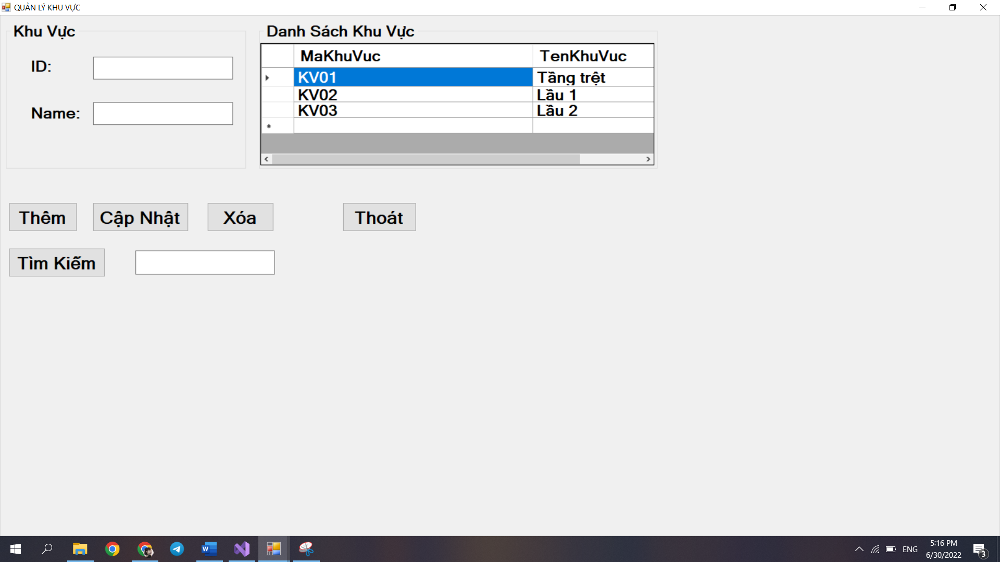 QUẢN LÝ KHU VỰC
Khu Vực
ID:
Name:
Danh Sách Khu Vực
MaKhuVuc TenKhuVuc
KV01 Tầng trệt
KV02 Lầu 1
KV03 Lầu 2
Thêm Cập Nhật Xóa Thoát
Tìm Kiếm
ENG
5:16 PM
6/30/2022
3